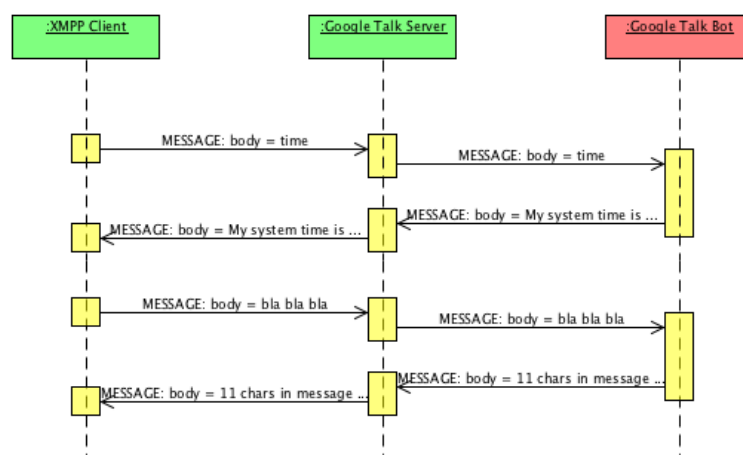 :XMPP Client
:Google Talk Server
:Google Talk Bot
MESSAGE: body = time
MESSAGE: body = time
MESSAGE: body = My system time is ...
MESSAGE: body = My system time is ...
MESSAGE: body = bla bla bla
MESSAGE: body = bla bla bla
MESSAGE: body = 11 chars in message ...
MESSAGE: body = 11 chars in message ...